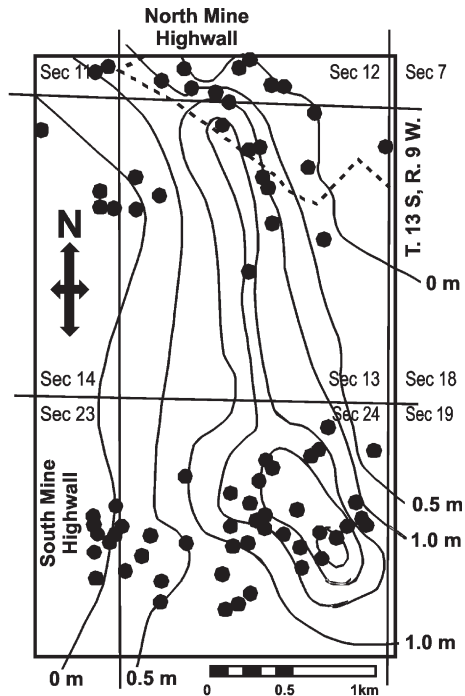 North Mine
Highwall
Sec 11
Sec 12
Sec 7
T. 13 S, R. 9 W.
N
0 m
Sec 14
Sec 13
Sec 18
Sec 23
Sec 24
Sec 19
South Mine
Highwall
0.5 m
1.0 m
1.0 m
0 m
0.5 m
0
0.5
1km